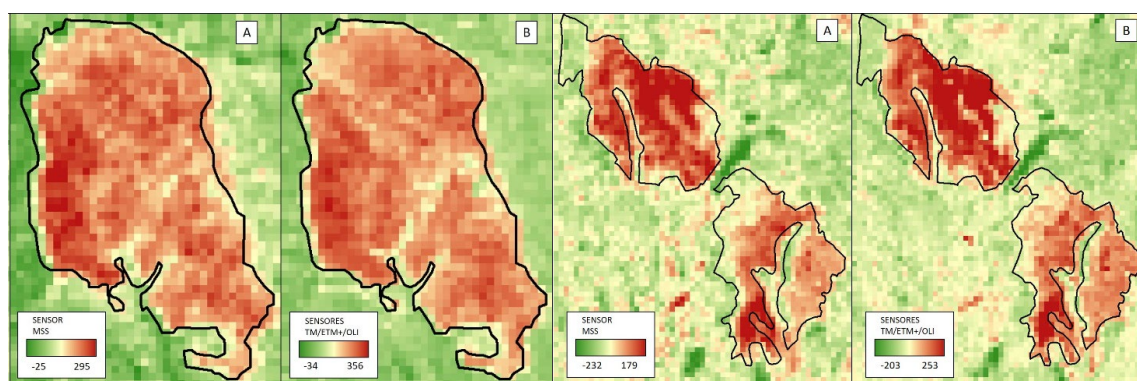 A
SENSOR
MSS
-25 295
B
SENSORES
TM/ETM+/OLI
-34 356
A
SENSOR
MSS
-232 179
B
SENSORES
TM/ETM+/OLI
-203 253